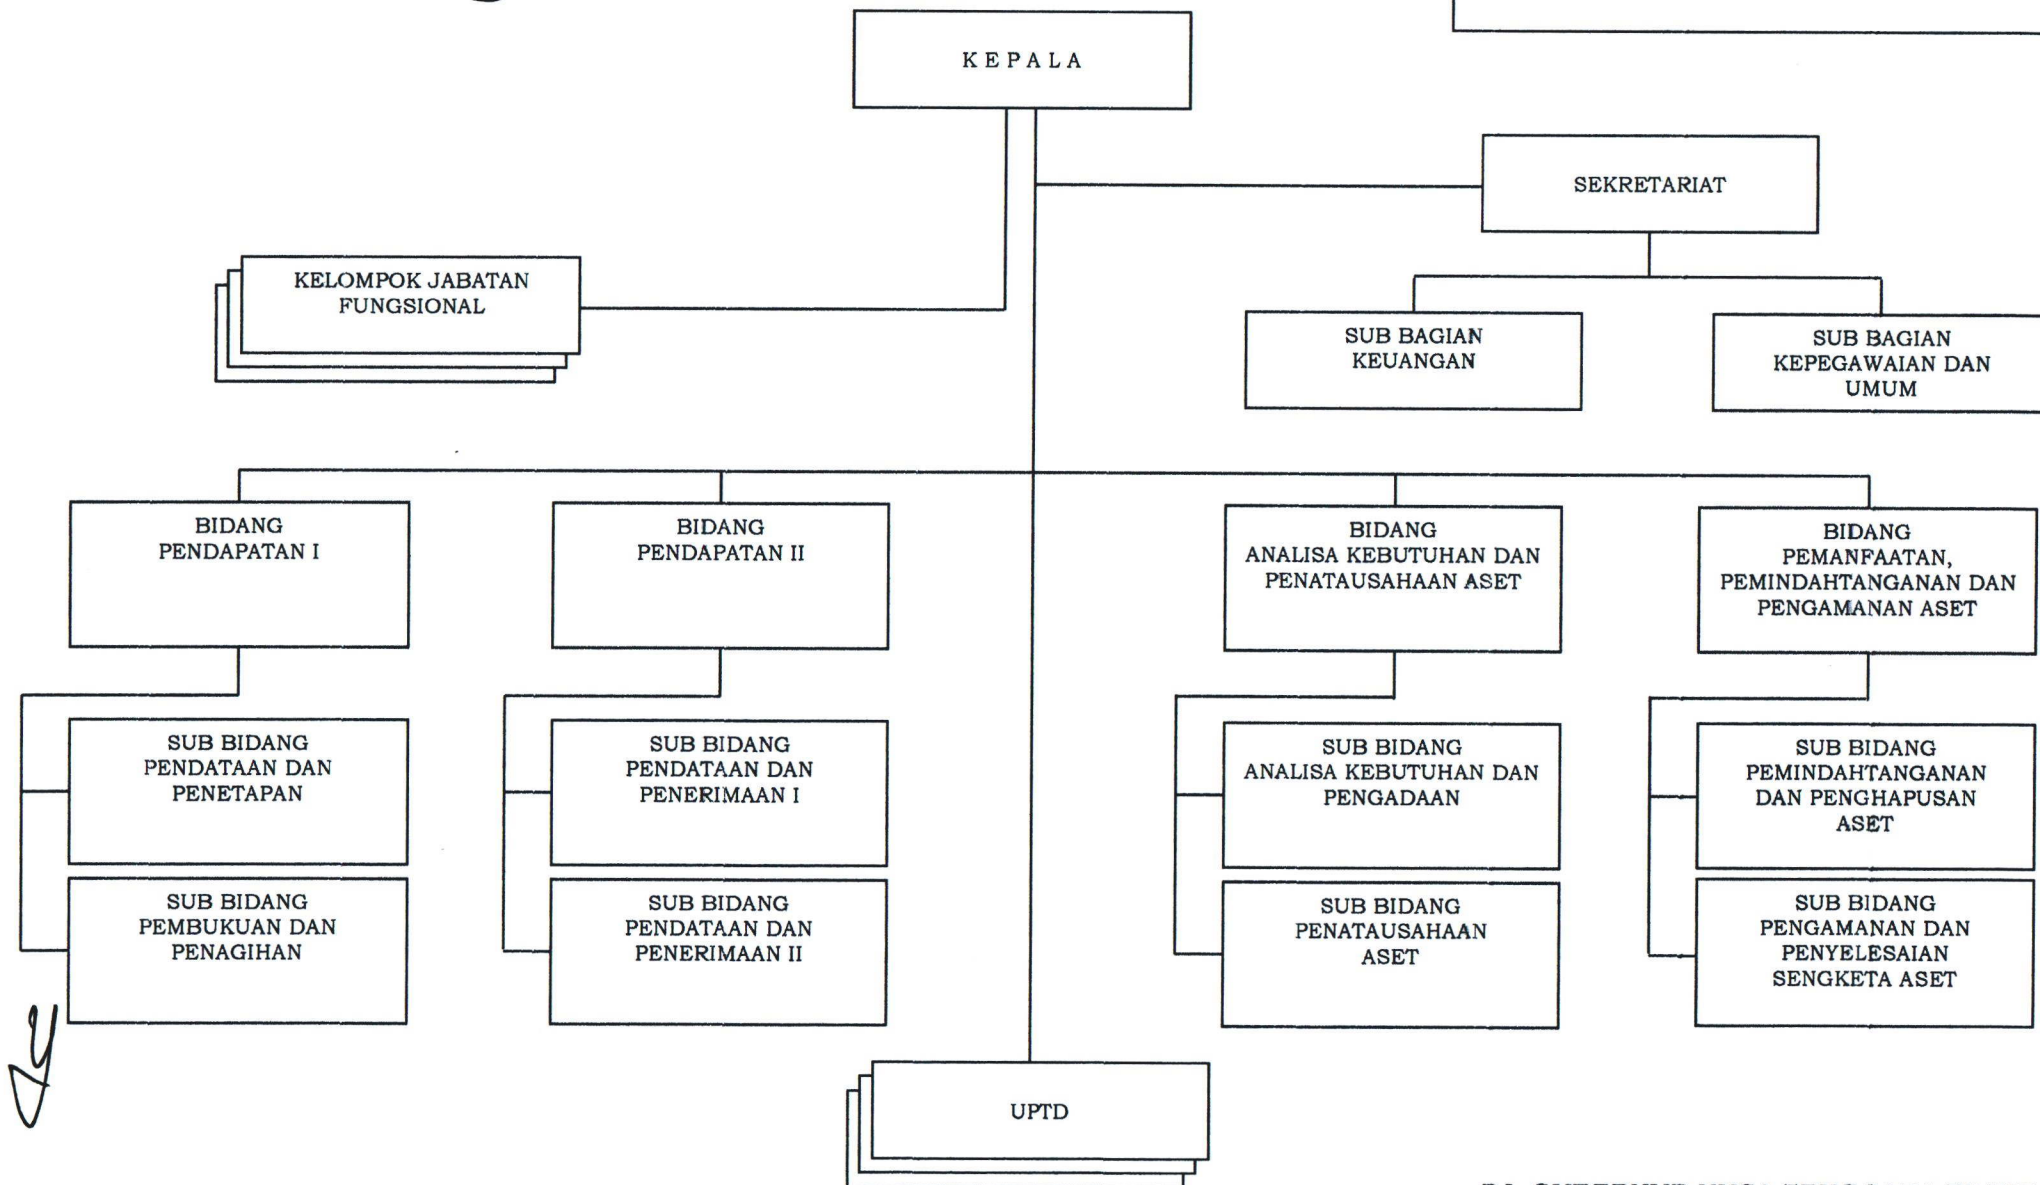 K E P A L A
SEKRETARIAT
KELOMPOK JABATAN
FUNGSIONAL
SUB BAGIAN
KEUANGAN
SUB BAGIAN
KEPEGAWAIAN DAN
UMUM
BIDANG
PENDAPATAN I
BIDANG
PENDAPATAN II
BIDANG
ANALISA KEBUTUHAN DAN
PENATAUSAHAAN ASET
BIDANG
PEMANFAATAN,
PEMINDAHTANGANAN DAN
PENGAMANAN ASET
SUB BIDANG
PENDATAAN DAN
PENETAPAN
SUB BIDANG
PENDATAAN DAN
PENERIMAAN I
SUB BIDANG
ANALISA KEBUTUHAN DAN
PENGADAAN
SUB BIDANG
PEMINDAHTANGANAN
DAN PENGHAPUSAN
ASET
SUB BIDANG
PEMBUKUAN DAN
PENAGIHAN
SUB BIDANG
PENDATAAN DAN
PENERIMAAN II
SUB BIDANG
PENATAUSAHAAN
ASET
SUB BIDANG
PENGAMANAN DAN
PENYELESAIAN
SENGKETA ASET
UPTD